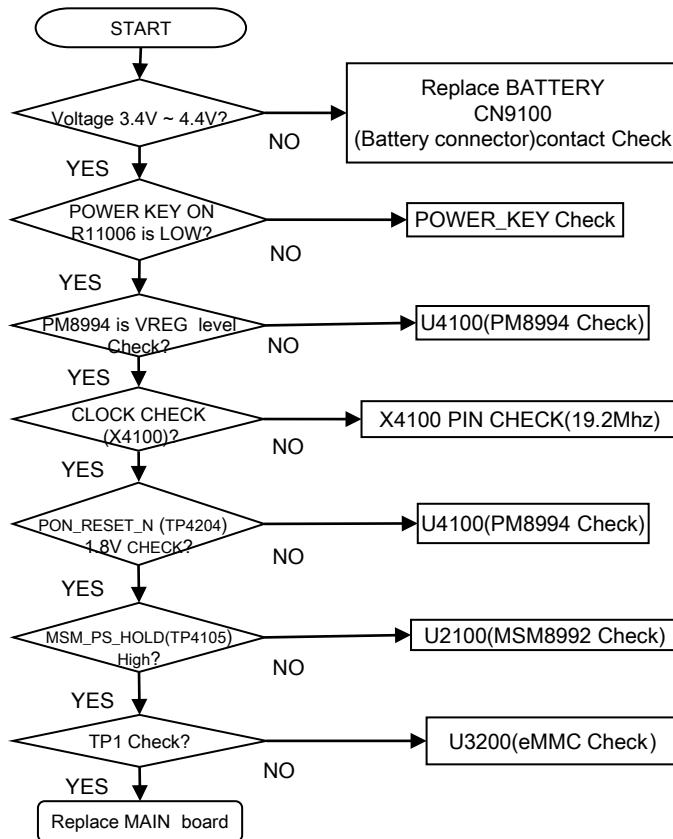 START
Voltage 3.4V ~ 4.4V?
NO
Replace BATTERY
CN9100
(Battery connector)contact Check
YES
POWER KEY ON
R11006 is LOW?
NO
POWER_KEY Check
YES
PM8994 is VREG level
Check?
NO
U4100(PM8994 Check)
YES
CLOCK CHECK
(X4100)?
NO
X4100 PIN CHECK(19.2Mhz)
YES
PON_RESET_N (TP4204)
1.8V CHECK?
NO
U4100(PM8994 Check)
YES
MSM_PS_HOLD(TP4105)
High?
NO
U2100(MSM8992 Check)
YES
TP1 Check?
NO
U3200(eMMC Check)
YES
Replace MAIN board